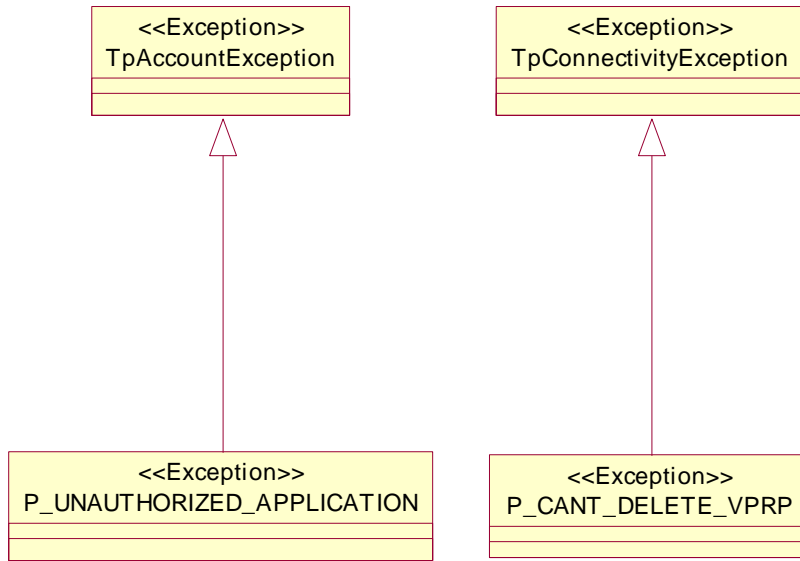 <<Exception>>
TpAccountException
<<Exception>>
TpConnectivityException
<<Exception>>
P_UNAUTHORIZED_APPLICATION
<<Exception>>
P_CANT_DELETE_VPRP